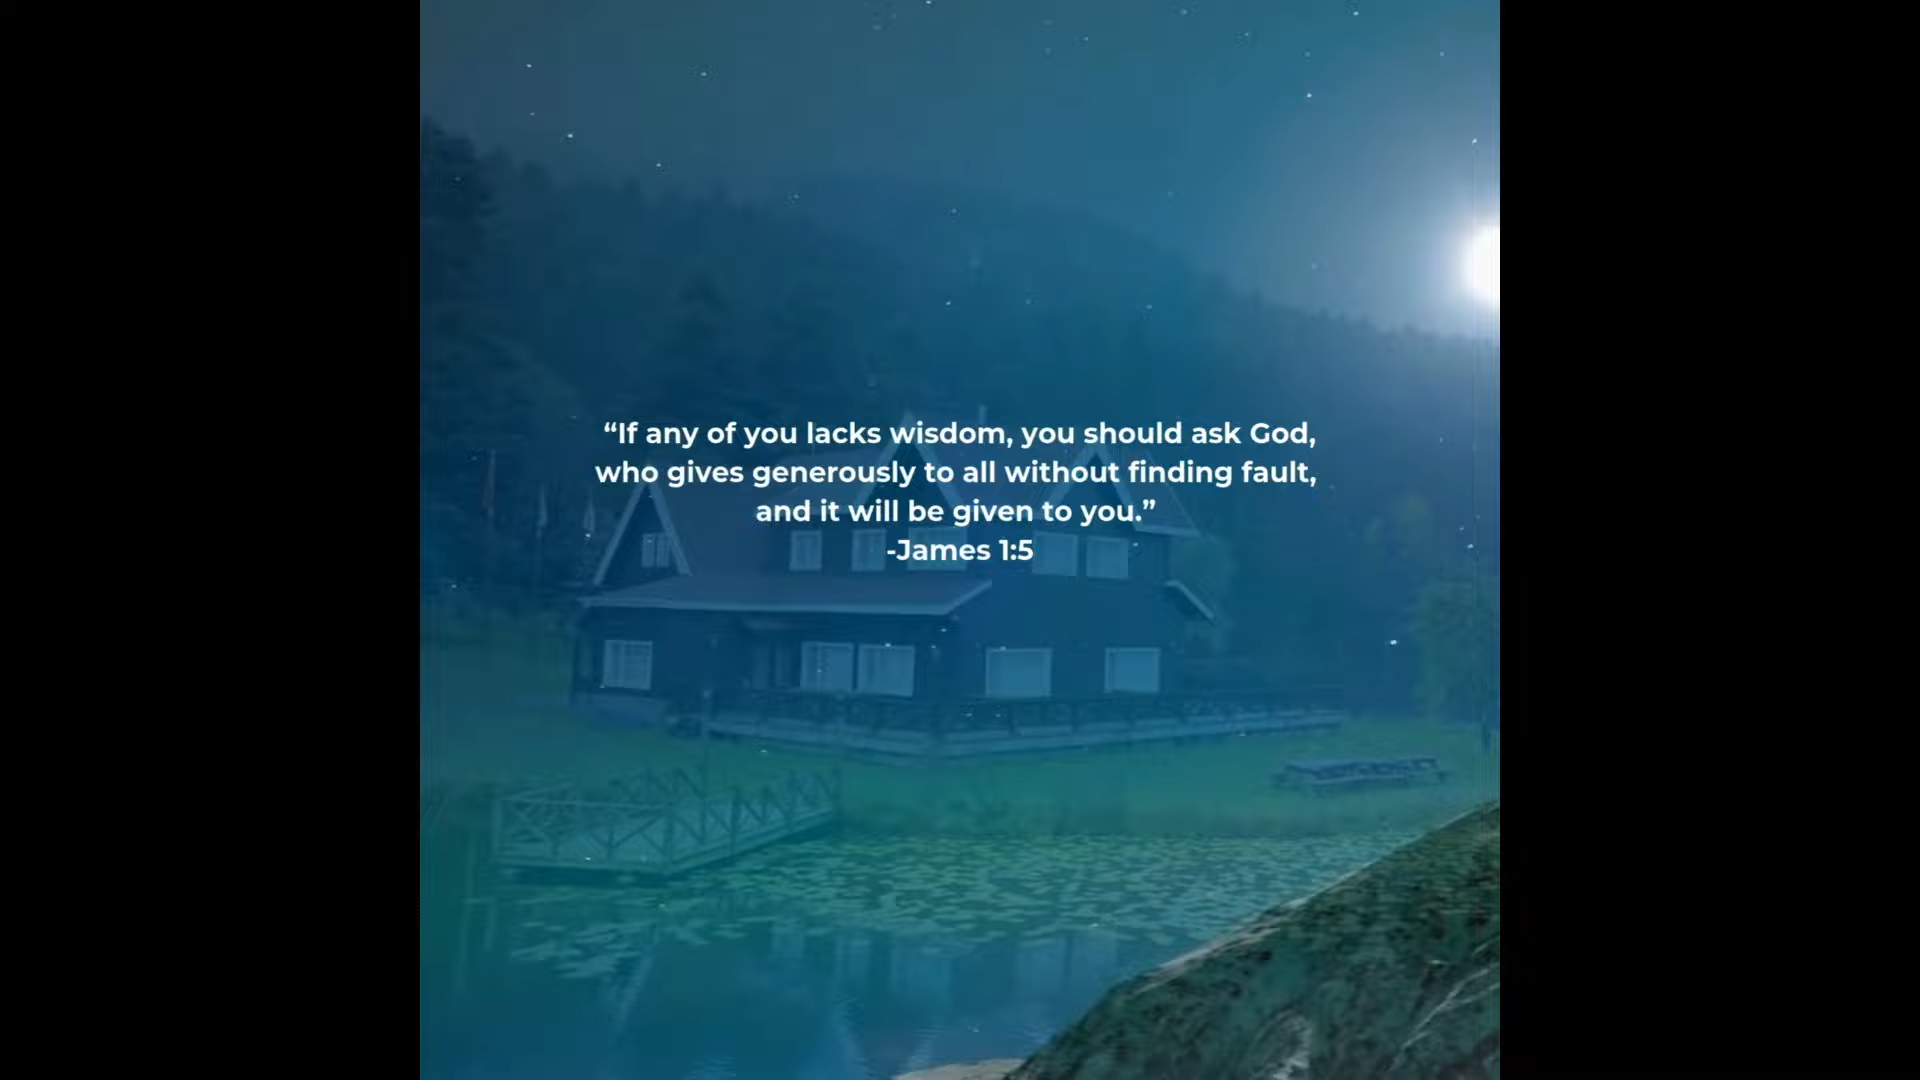 “If any of you lacks wisdom, you should ask God,
who gives generously to all without finding fault,
and it will be given to you.”
-James 1:5